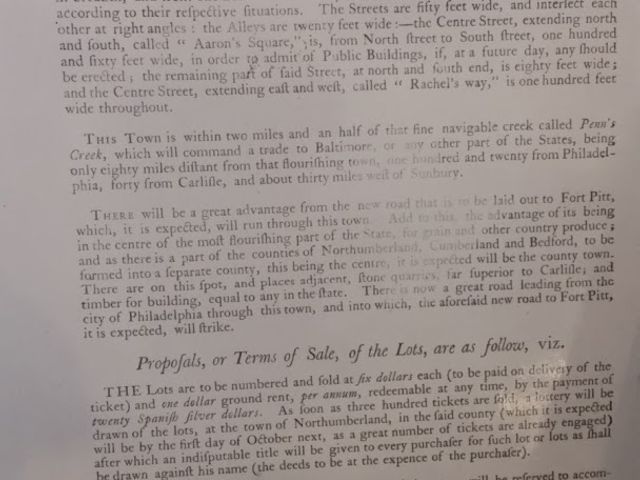 according to their reſpective ſituations. The Streets are fifty feet wide, and interſect each
other at right angles: the Alleys are twenty feet wide:—the Centre Street, extending north
and ſouth, called " Aaron's Square," is, from North ſtreet to South ſtreet, one hundred
and ſixty feet wide, in order to admit of Public Buildings, if, at a future day, any ſhould
be erected; the remaining part of ſaid Street, at north and ſouth end, is eighty feet wide;
and the Centre Street, extending eaſt and weſt, called " Rachel's way," is one hundred feet
wide throughout.
THIS Town is within two miles and an half of that fine navigable creek called Penn's
Creek, which will command a trade to Baltimore, or any other part of the States, being
only eighty miles diſtant from that flouriſhing town, one hundred and twenty from Philadel-
phia, forty from Carliſle, and about thirty miles weſt of Sunbury.
THERE will be a great advantage from the new road that is to be laid out to Fort Pitt,
which, it is expected, will run through this town. Add to this, the advantage of its being
in the centre of the moſt flouriſhing part of the State, for grain and other country produce;
and as there is a part of the counties of Northumberland, Cumberland and Bedford, to be
formed into a ſeparate county, this being the centre, it is expected will be the county town.
There are on this ſpot, and places adjacent, ſtone quarries, far ſuperior to Carliſle; and
timber for building, equal to any in the ſtate. There is now a great road leading from the
city of Philadelphia through this town, and into which, the aforeſaid new road to Fort Pitt,
it is expected, will ſtrike.
Propoſals, or Terms of Sale, of the Lots, are as follow, viz.
THE Lots are to be numbered and ſold at ſix dollars each (to be paid on delivery of the
ticket) and one dollar ground rent, per annum, redeemable at any time, by the payment of
twenty Spaniſh ſilver dollars. As ſoon as three hundred tickets are ſold, a lottery will be
drawn of the lots, at the town of Northumberland, in the ſaid county (which it is expected
will be by the firſt day of October next, as a great number of tickets are already engaged)
after which an indiſputable title will be given to every purchaſer for ſuch lot or lots as ſhall
be drawn againſt his name (the deeds to be at the expence of the purchaſer).
will be referred to accom-